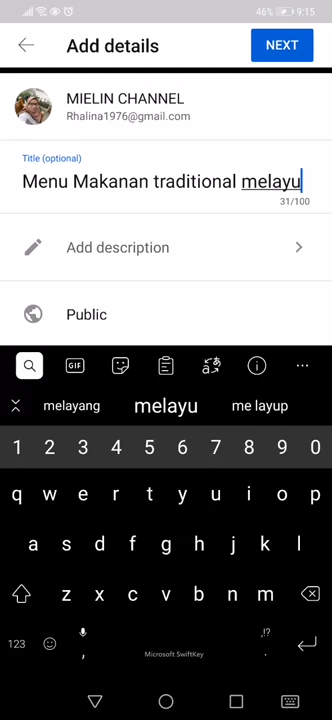 46% 9:15
Add details
NEXT
MIELIN CHANNEL
Rhalina1976@gmail.com
Title (optional)
Menu Makanan traditional melayu
31/100
Add description
Public
GIF
melayang melayu me layup
1 2 3 4 5 6 7 8 9 0
q w e r t y u i o p
a s d f g h j k l
z x c v b n m
123 , Microsoft SwiftKey ,!? .